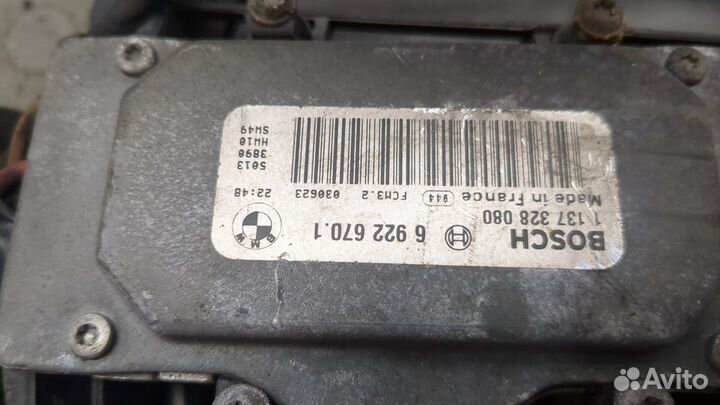 BOSCH 6 922 670.1 BMW
1 137 328 080
Made in France 944 FCM3.2 030623 22:48
5013
3890
HW10
SW49
Avito